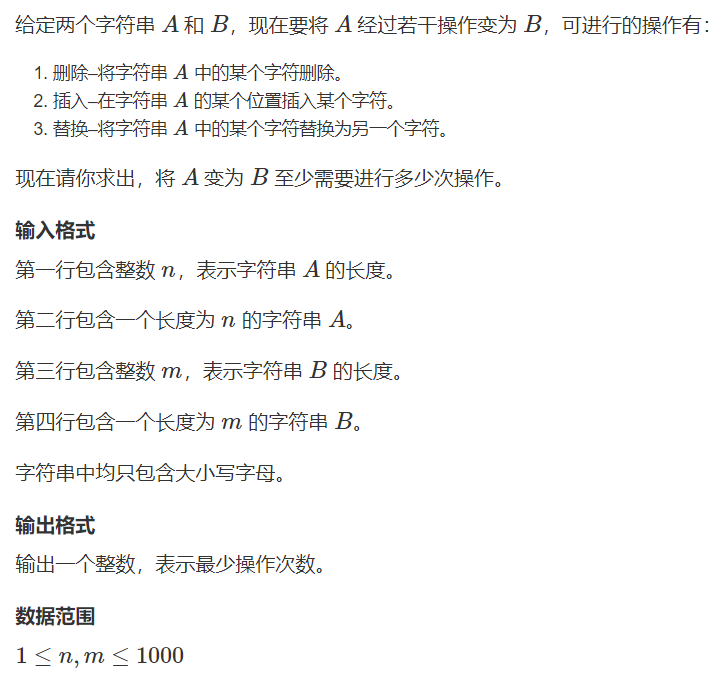 给定两个字符串 A 和 B，现在要将 A 经过若干操作变为 B，可进行的操作有：
1. 删除–将字符串 A 中的某个字符删除。
2. 插入–在字符串 A 的某个位置插入某个字符。
3. 替换–将字符串 A 中的某个字符替换为另一个字符。
现在请你求出，将 A 变为 B 至少需要进行多少次操作。
输入格式
第一行包含整数 n，表示字符串 A 的长度。
第二行包含一个长度为 n 的字符串 A。
第三行包含整数 m，表示字符串 B 的长度。
第四行包含一个长度为 m 的字符串 B。
字符串中均只包含大小写字母。
输出格式
输出一个整数，表示最少操作次数。
数据范围
1 ≤ n, m ≤ 1000